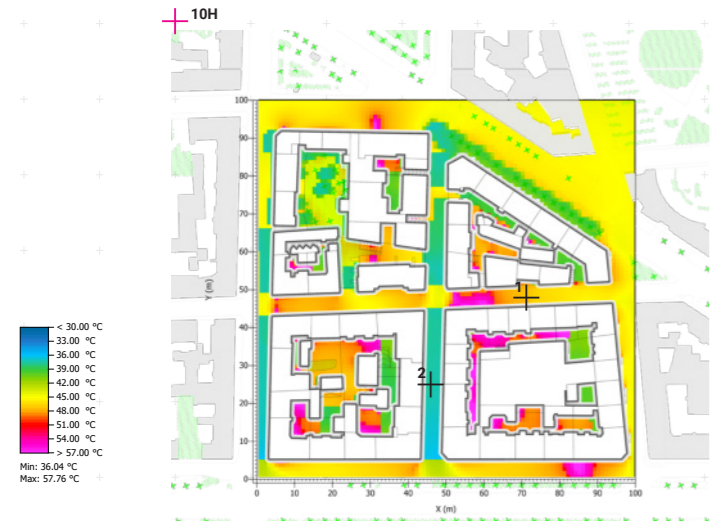 10H
100
90
80
70
60
50
40
30
20
10
0
Y (m)
1
2
0 10 20 30 40 50 60 70 80 90 100
X (m)
< 30.00 °C
33.00 °C
36.00 °C
39.00 °C
42.00 °C
45.00 °C
48.00 °C
51.00 °C
54.00 °C
> 57.00 °C
Min: 36.04 °C
Max: 57.76 °C